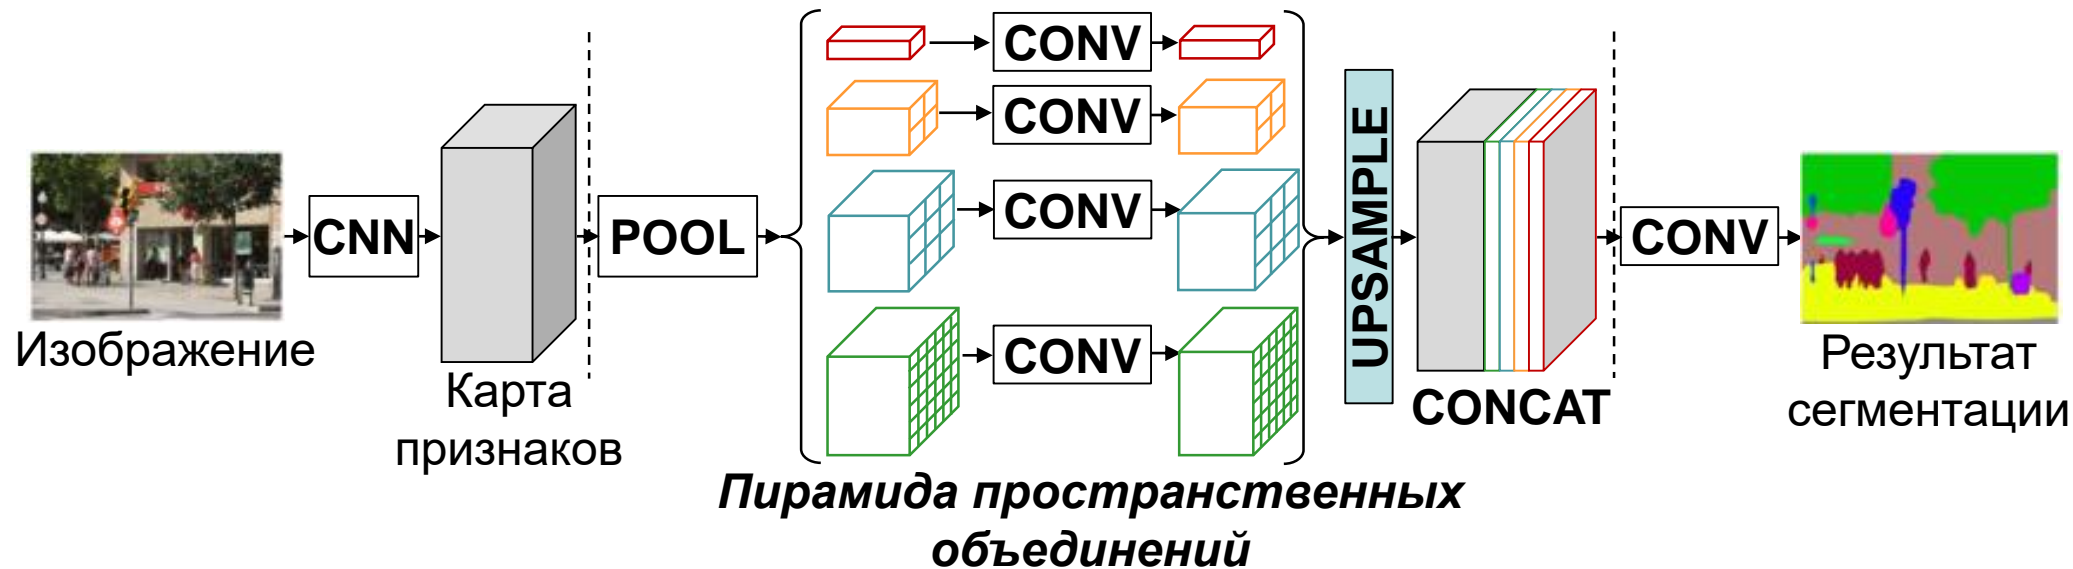 Изображение
CNN
Карта
признаков
POOL
CONV
CONV
CONV
CONV
Пирамида пространственных
объединений
UPSAMPLE
CONCAT
CONV
Результат
сегментации